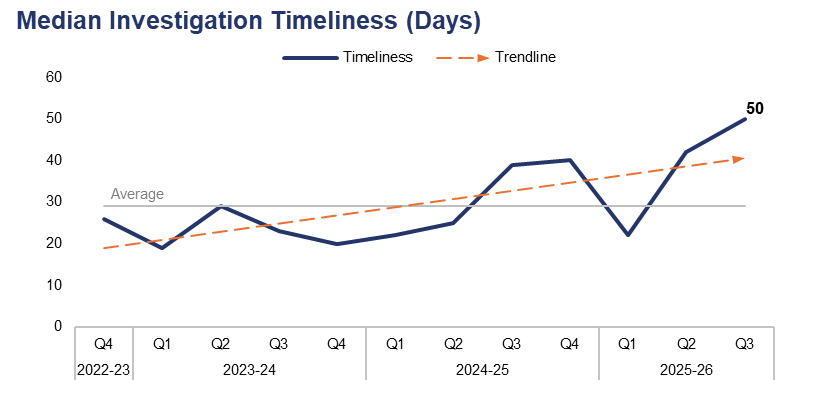 Median Investigation Timeliness (Days)
Timeliness Trendline
60
50
50
40
30
Average
20
10
0
Q4 Q1 Q2 Q3 Q4 Q1 Q2 Q3 Q4 Q1 Q2 Q3
2022-23 2023-24 2024-25 2025-26